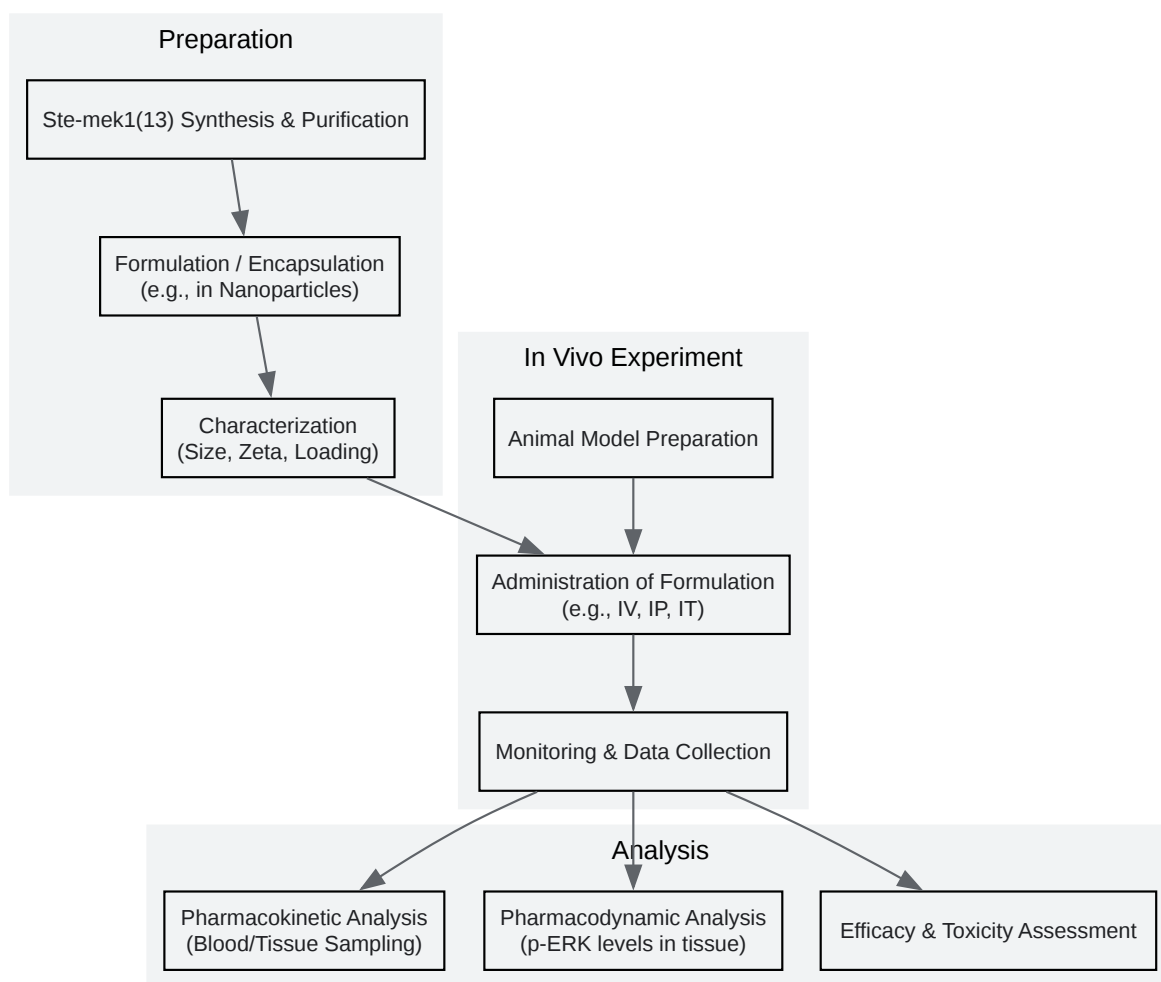 Preparation
Ste-mek1(13) Synthesis & Purification
Formulation / Encapsulation
(e.g., in Nanoparticles)
Characterization
(Size, Zeta, Loading)
In Vivo Experiment
Animal Model Preparation
Administration of Formulation
(e.g., IV, IP, IT)
Monitoring & Data Collection
Analysis
Pharmacokinetic Analysis
(Blood/Tissue Sampling)
Pharmacodynamic Analysis
(p-ERK levels in tissue)
Efficacy & Toxicity Assessment